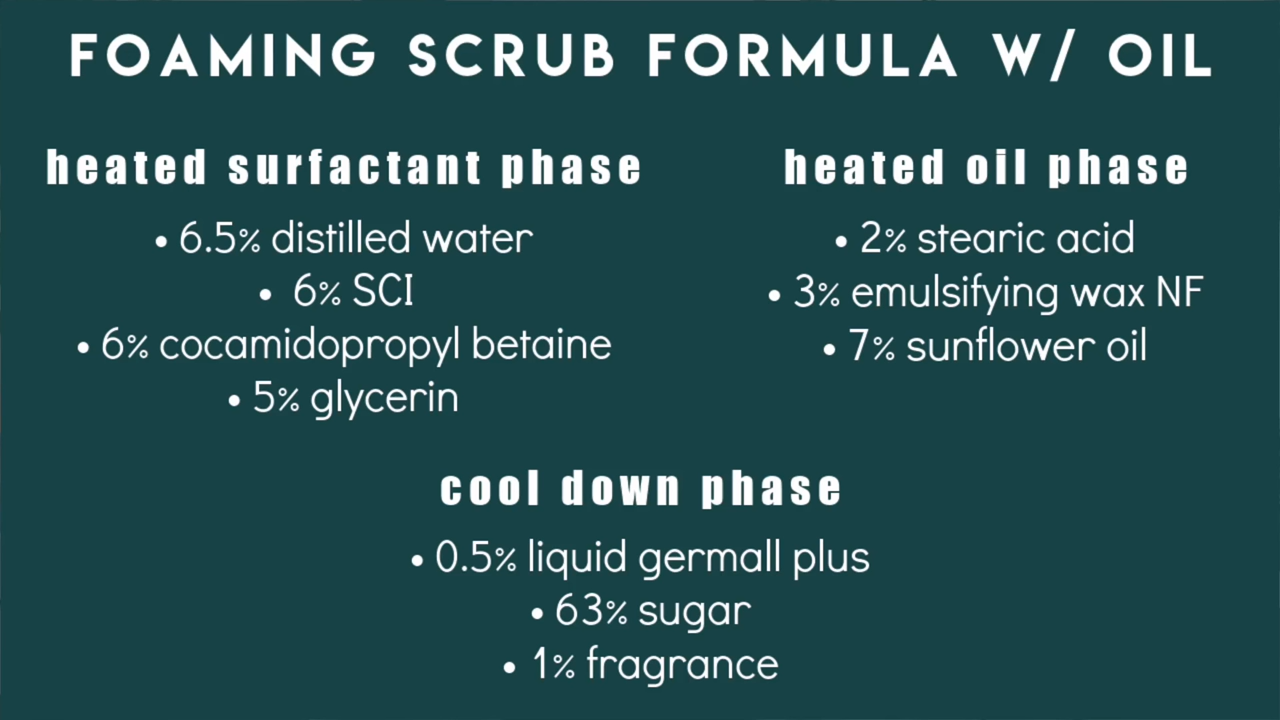 FOAMING SCRUB FORMULA W/ OIL
heated surfactant phase
• 6.5% distilled water
• 6% SCI
• 6% cocamidopropyl betaine
• 5% glycerin
heated oil phase
• 2% stearic acid
• 3% emulsifying wax NF
• 7% sunflower oil
cool down phase
• 0.5% liquid germall plus
• 63% sugar
• 1% fragrance